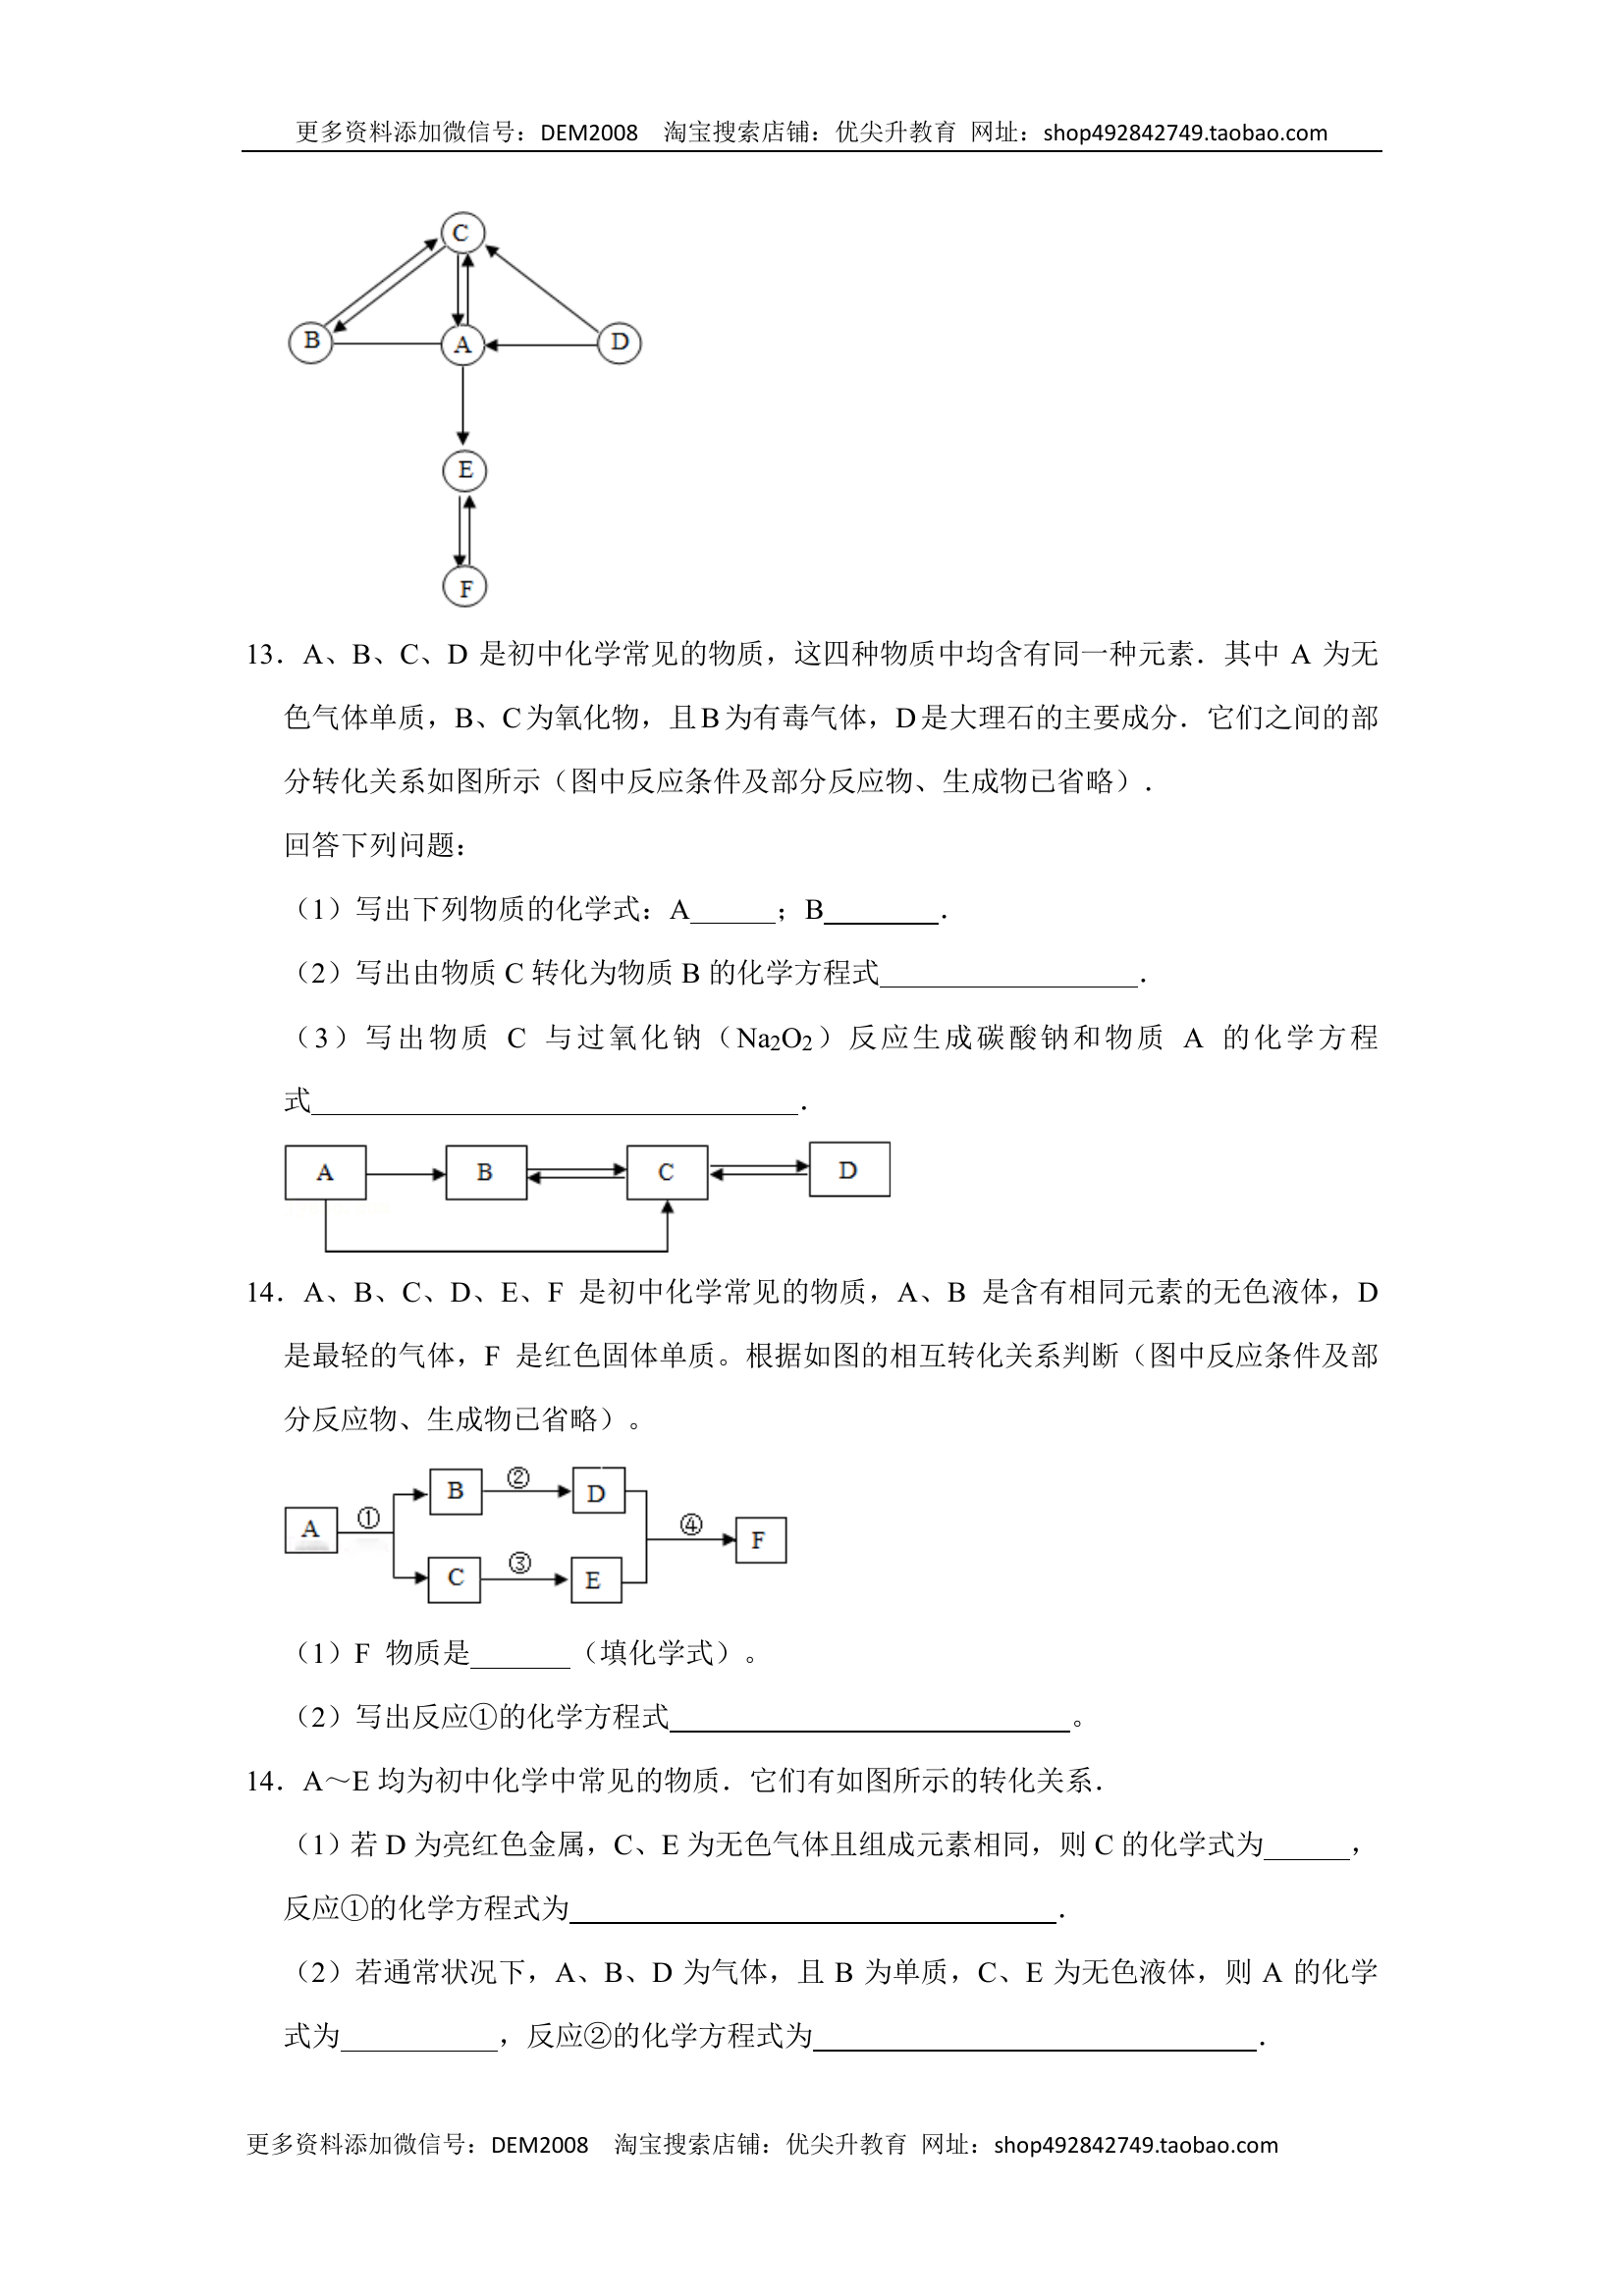 更多资料添加微信号：DEM2008　淘宝搜索店铺：优尖升教育 网址：shop492842749.taobao.com
C
B
A
D
E
F
13．A、B、C、D 是初中化学常见的物质，这四种物质中均含有同一种元素．其中 A 为无
色气体单质，B、C 为氧化物，且 B 为有毒气体，D 是大理石的主要成分．它们之间的部
分转化关系如图所示（图中反应条件及部分反应物、生成物已省略）．
回答下列问题：
（1）写出下列物质的化学式：A______；B________．
（2）写出由物质 C 转化为物质 B 的化学方程式__________________．
（3）写出物质 C 与过氧化钠（Na₂O₂）反应生成碳酸钠和物质 A 的化学方程
式__________________________________．
A
B
C
D
14．A、B、C、D、E、F 是初中化学常见的物质，A、B 是含有相同元素的无色液体，D
是最轻的气体，F 是红色固体单质。根据如图的相互转化关系判断（图中反应条件及部
分反应物、生成物已省略）。
A ① B ② D
C ③ E ④ F
（1）F 物质是_______（填化学式）。
（2）写出反应①的化学方程式____________________________。
14．A～E 均为初中化学中常见的物质．它们有如图所示的转化关系．
（1）若 D 为亮红色金属，C、E 为无色气体且组成元素相同，则 C 的化学式为______，
反应①的化学方程式为__________________________________．
（2）若通常状况下，A、B、D 为气体，且 B 为单质，C、E 为无色液体，则 A 的化学
式为___________，反应②的化学方程式为_______________________________．
更多资料添加微信号：DEM2008　淘宝搜索店铺：优尖升教育 网址：shop492842749.taobao.com